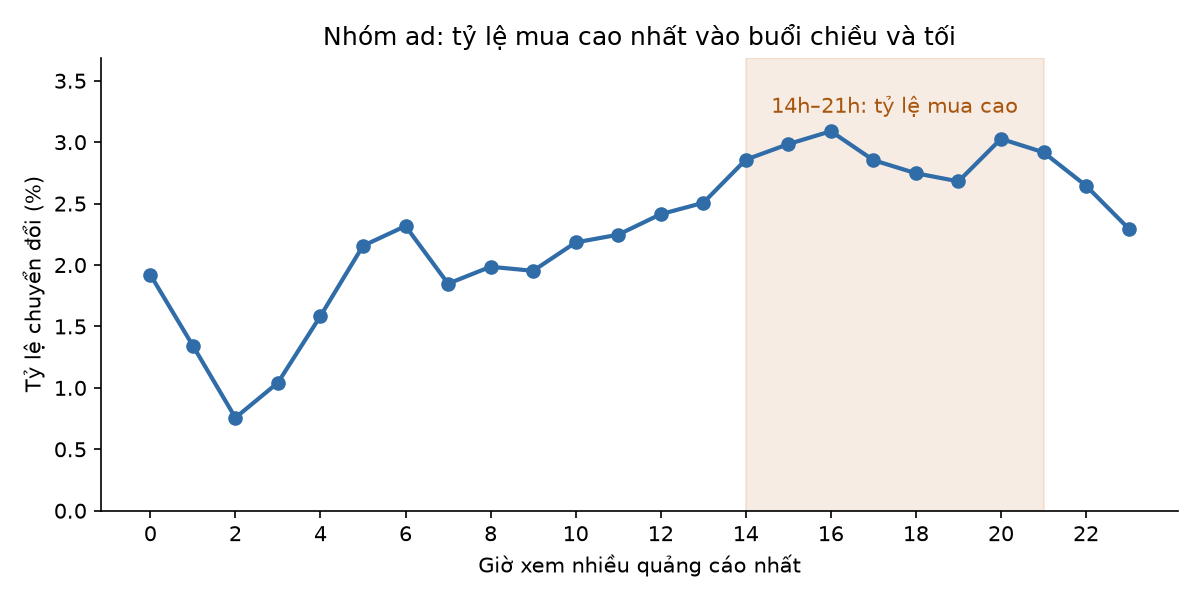 Nhóm ad: tỷ lệ mua cao nhất vào buổi chiều và tối
14h–21h: tỷ lệ mua cao
Tỷ lệ chuyển đổi (%)
3.5
3.0
2.5
2.0
1.5
1.0
0.5
0.0
0 2 4 6 8 10 12 14 16 18 20 22
Giờ xem nhiều quảng cáo nhất